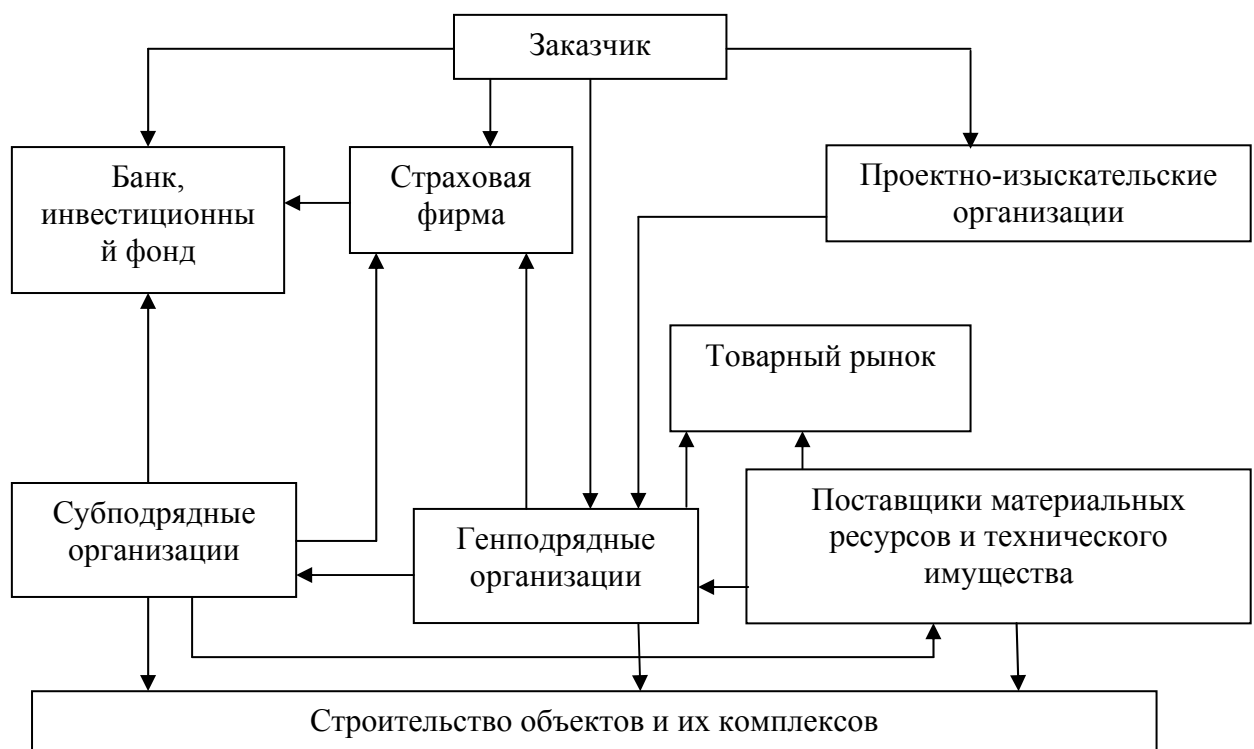 Заказчик
Банк,
инвестиционны
й фонд
Страховая
фирма
Проектно-изыскательские
организации
Товарный рынок
Субподрядные
организации
Генподрядные
организации
Поставщики материальных
ресурсов и технического
имущества
Строительство объектов и их комплексов